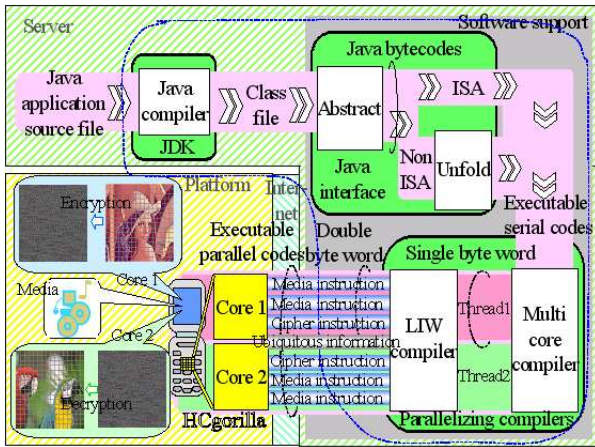 Server
Software support
Java bytecodes
Java
application
source file
Java
compiler
JDK
Class
file
Abstract
Java
interface
ISA
Non
ISA
Unfold
Executable
serial codes
Platform
Inter
net
Encryption
Core 1
Media
Core 2
Decryption
HCgorilla
Executable
parallel codes
Double
byte word
Single byte word
Core 1
Core 2
Media instruction
Media instruction
Cipher instruction
Ubiquitous information
Cipher instruction
Media instruction
Media instruction
LIW
compiler
Thread1
Thread2
Multi
core
compiler
Parallelizing compilers